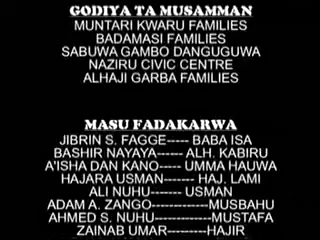 GODIYA TA MUSAMMAN
MUNTARI KWARU FAMILIES
BADAMASI FAMILIES
SABUWA GAMBO DANGUGUWA
NAZIRU CIVIC CENTRE
ALHAJI GARBA FAMILIES
MASU FADAKARWA
JIBRIN S. FAGGE----- BABA ISA
BASHIR NAYAYA------ ALH. KABIRU
A'ISHA DAN KANO----- UMMA HAUWA
HAJARA USMAN------- HAJ. LAMI
ALI NUHU------- USMAN
ADAM A. ZANGO-------------MUSBAHU
AHMED S. NUHU-------------MUSTAFA
ZAINAB UMAR---------HAJIR